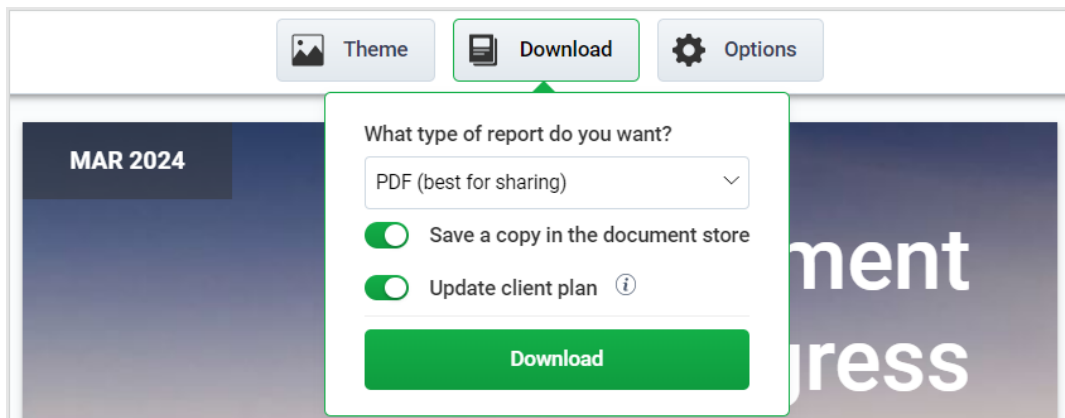 Theme
Download
Options
What type of report do you want?
MAR 2024
PDF (best for sharing)
Save a copy in the document store
Update client plan i
Download